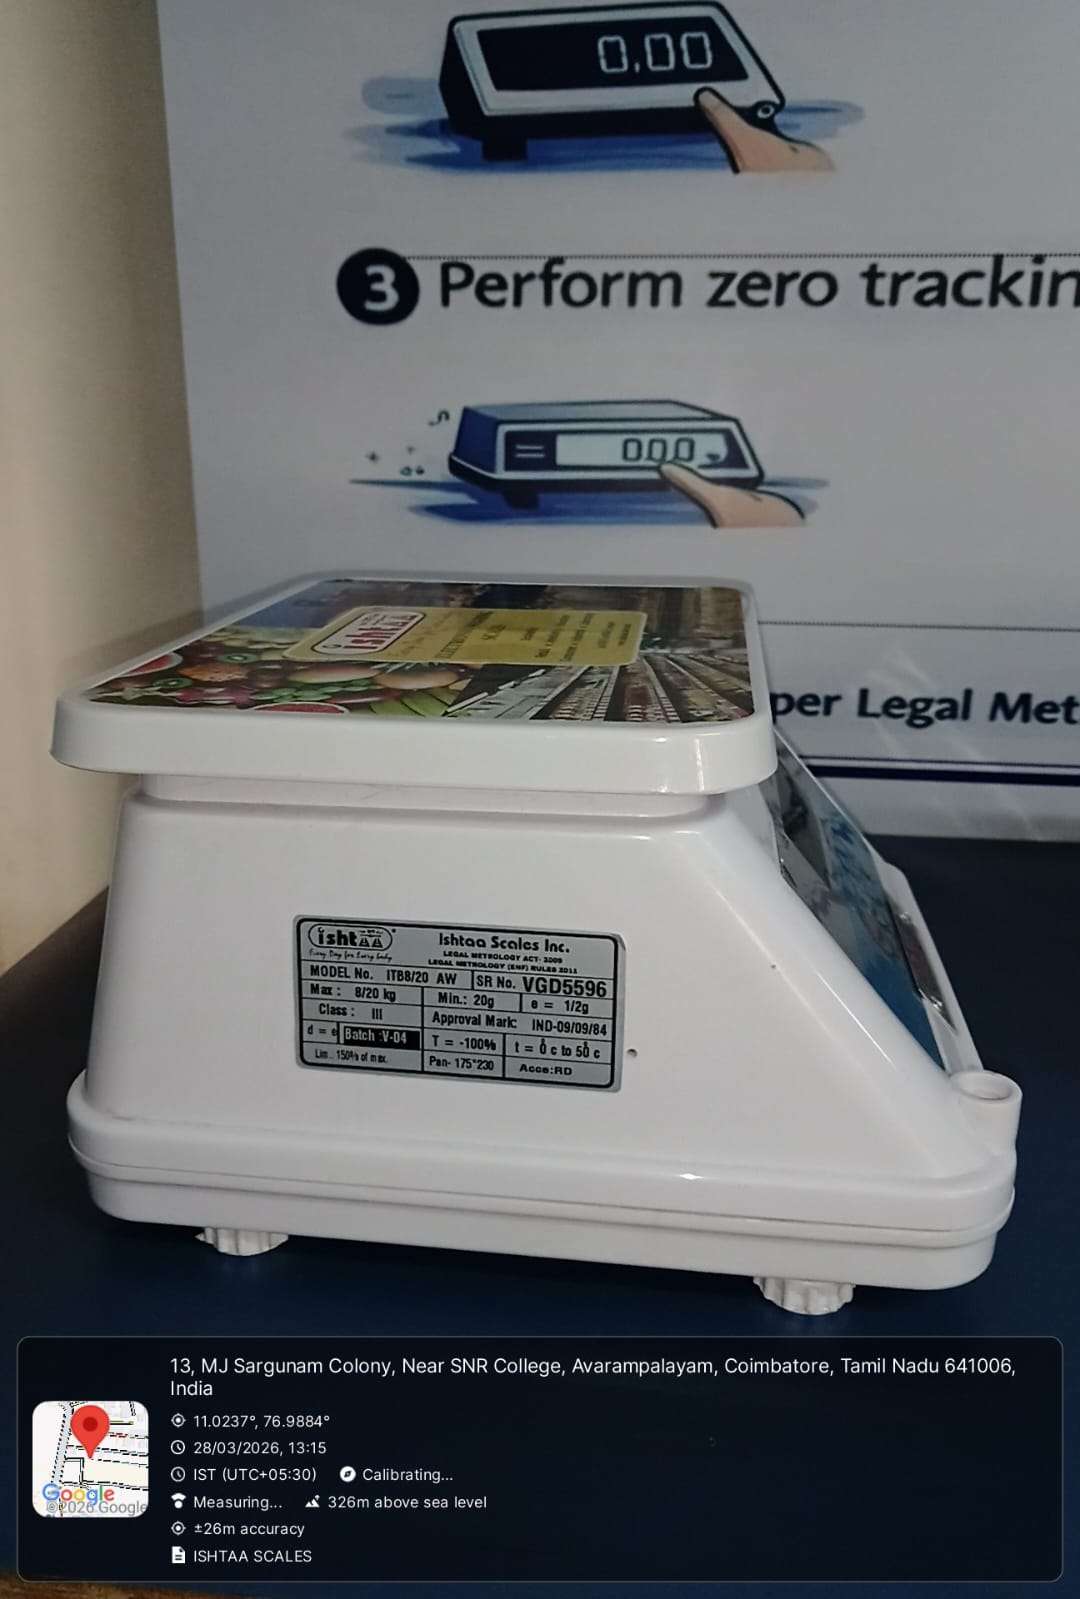 0.00
3 Perform zero trackin
000
ishtaa
per Legal Met
ishtaa
Every Day for Every body
Ishtaa Scales Inc.
LEGAL METROLOGY ACT- 2009
LEGAL METROLOGY (ENF) RULES 2011
MODEL No. ITB8/20 AW SR No. VGD5596
Max : 8/20 kg Min.: 20g e = 1/2g
Class : III Approval Mark: IND-09/09/84
d = e Batch :V-04 T = -100% t = 0° c to 50° c
Lim.. 150% of max. Pan- 175*230 Acce:RD
13, MJ Sargunam Colony, Near SNR College, Avarampalayam, Coimbatore, Tamil Nadu 641006,
India
11.0237°, 76.9884°
28/03/2026, 13:15
IST (UTC+05:30) Calibrating...
Measuring... 326m above sea level
±26m accuracy
ISHTAA SCALES
Google
©2026 Google